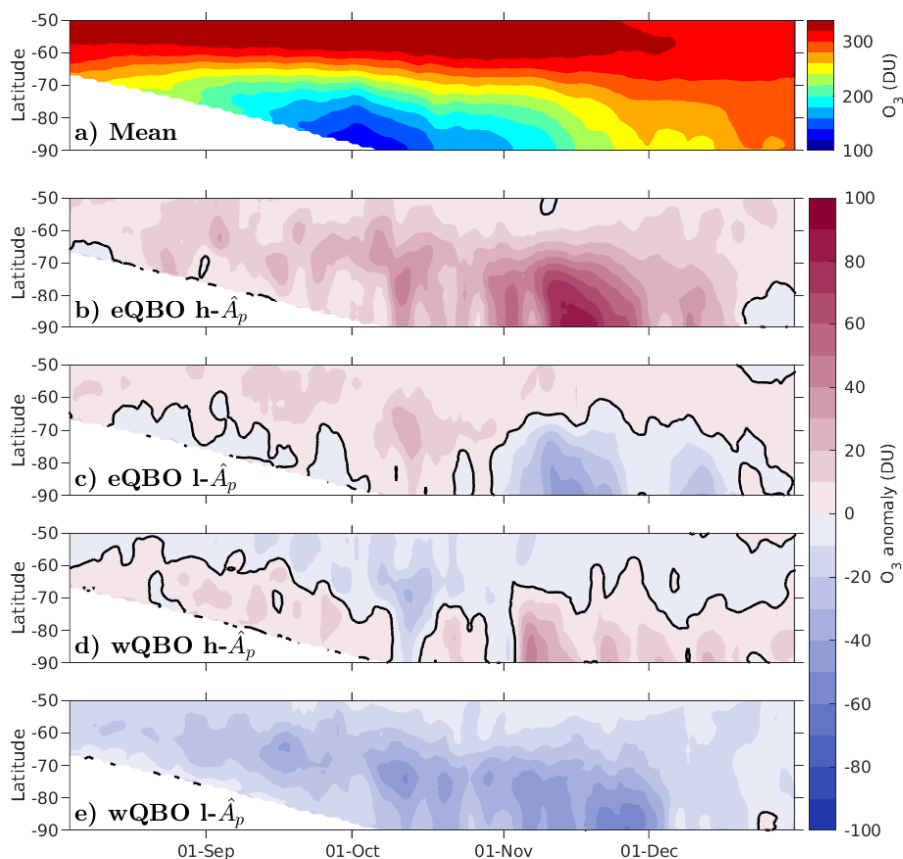 -50
-60
-70
-80
-90
Latitude
a) Mean
300
200
100
O₃ (DU)
-50
-60
-70
-80
-90
Latitude
b) eQBO h-Âₚ
-50
-60
-70
-80
-90
Latitude
c) eQBO l-Âₚ
-50
-60
-70
-80
-90
Latitude
d) wQBO h-Âₚ
-50
-60
-70
-80
-90
Latitude
e) wQBO l-Âₚ
01-Sep
01-Oct
01-Nov
01-Dec
100
80
60
40
20
0
-20
-40
-60
-80
-100
O₃ anomaly (DU)